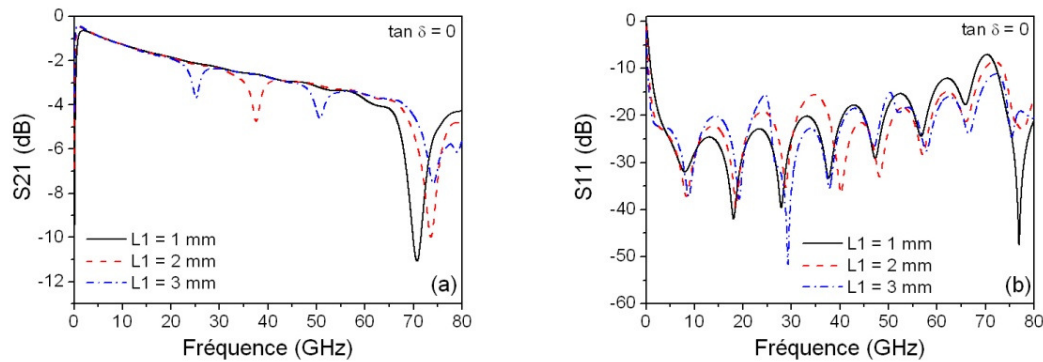 0
-2
-4
-6
-8
-10
-12
S21 (dB)
tan δ = 0
L1 = 1 mm
L1 = 2 mm
L1 = 3 mm
(a)
0 10 20 30 40 50 60 70 80
Fréquence (GHz)
0
-10
-20
-30
-40
-50
-60
S11 (dB)
tan δ = 0
L1 = 1 mm
L1 = 2 mm
L1 = 3 mm
(b)
0 10 20 30 40 50 60 70 80
Fréquence (GHz)